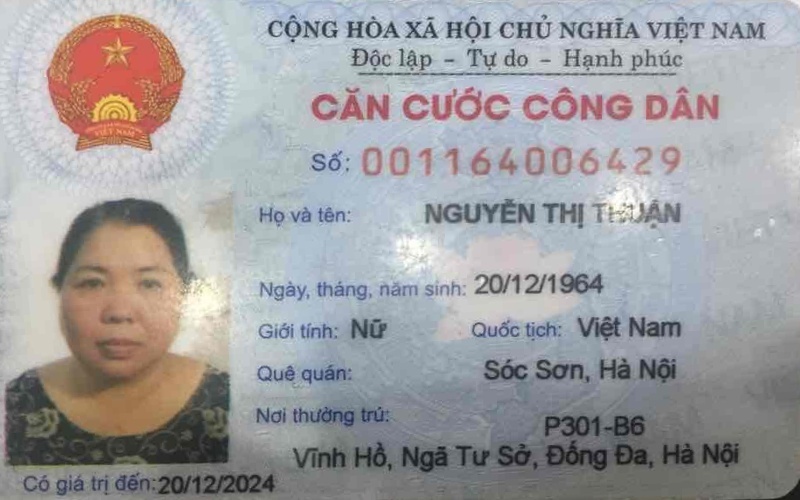 CỘNG HÒA XÃ HỘI CHỦ NGHĨA VIỆT NAM
Độc lập – Tự do – Hạnh phúc
CĂN CƯỚC CÔNG DÂN
Số: 001164006429
Họ và tên: NGUYỄN THỊ THUẬN
Ngày, tháng, năm sinh: 20/12/1964
Giới tính: Nữ Quốc tịch: Việt Nam
Quê quán: Sóc Sơn, Hà Nội
Nơi thường trú: P301-B6
Vĩnh Hồ, Ngã Tư Sở, Đống Đa, Hà Nội
Có giá trị đến: 20/12/2024
VIỆT NAM